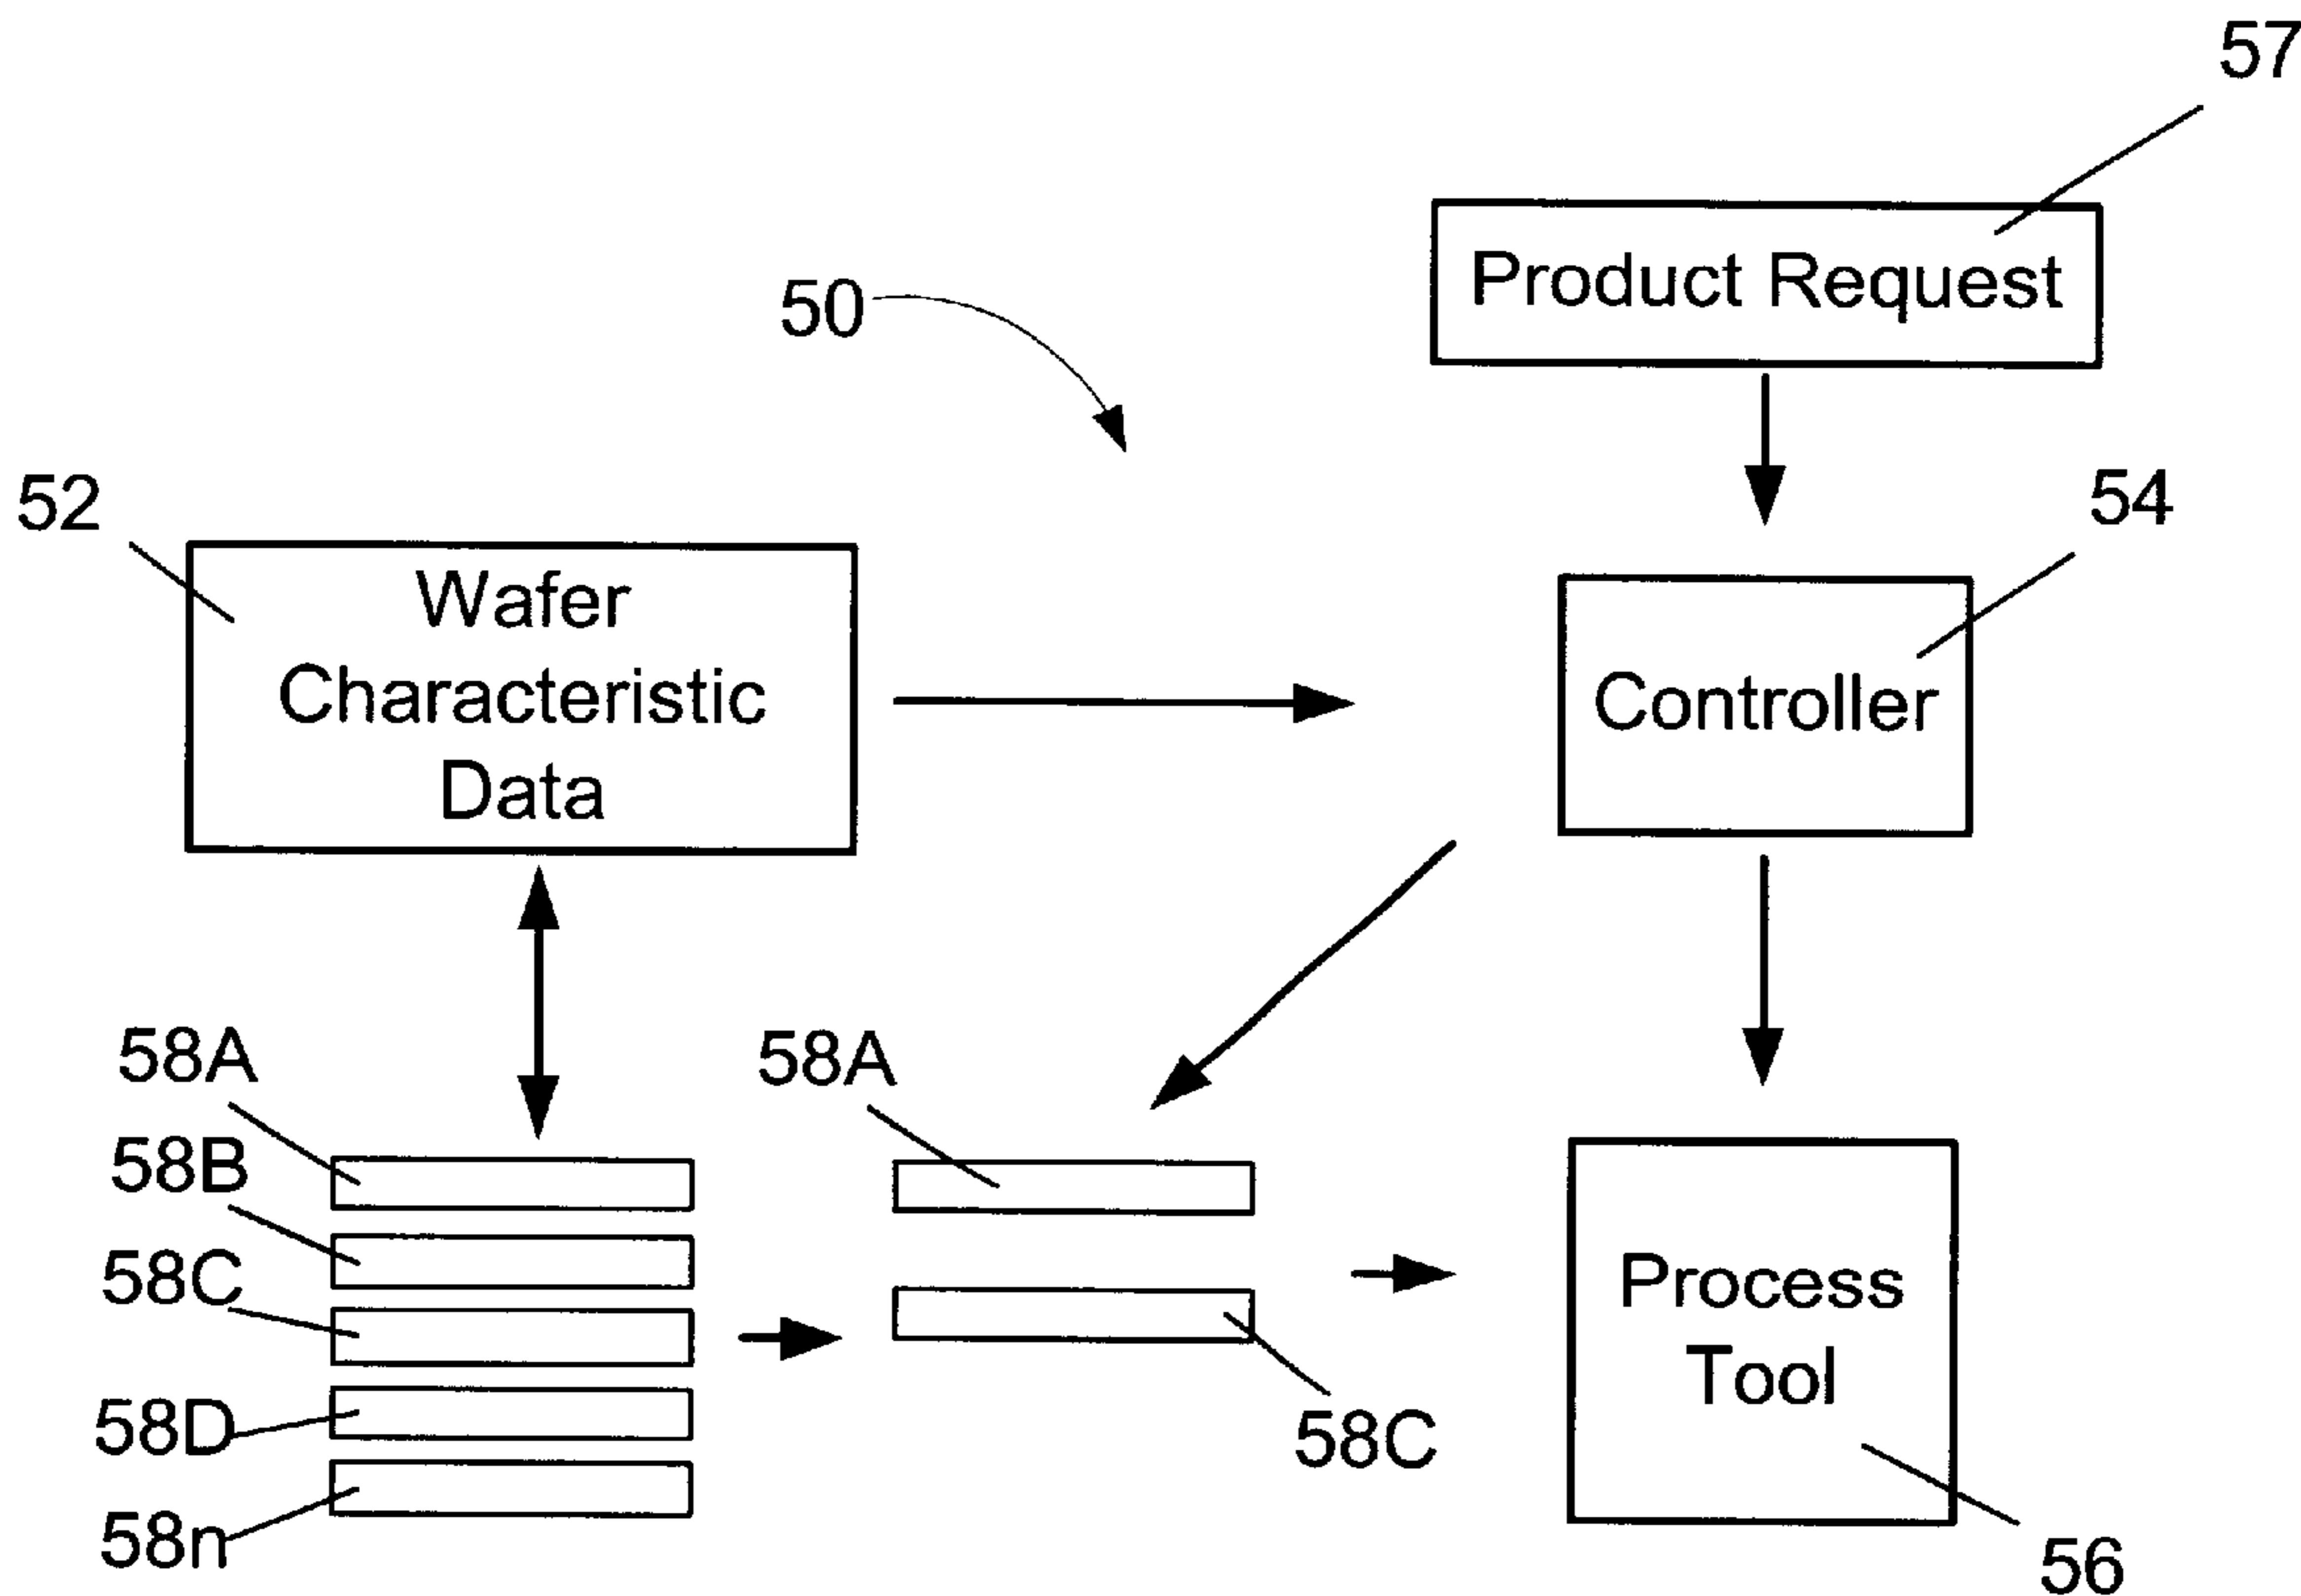 57
Product Request
50
52
54
Wafer
Characteristic
Data
Controller
58A
58A
58B
58C
58D
58n
58C
Process
Tool
56